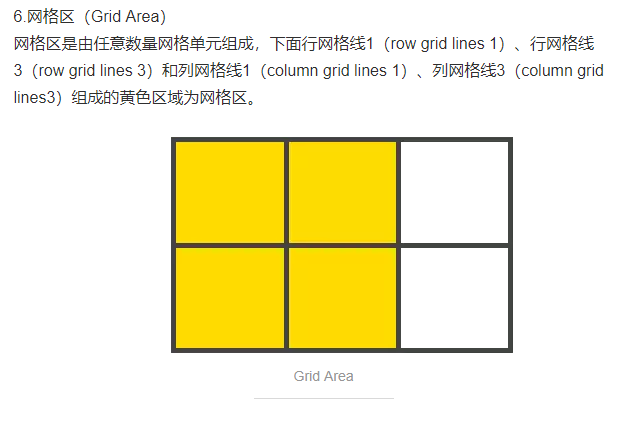 6.网格区（Grid Area）
网格区是由任意数量网格单元组成，下面行网格线1（row grid lines 1）、行网格线
3（row grid lines 3）和列网格线1（column grid lines 1）、列网格线3（column grid
lines3）组成的黄色区域为网格区。
Grid Area